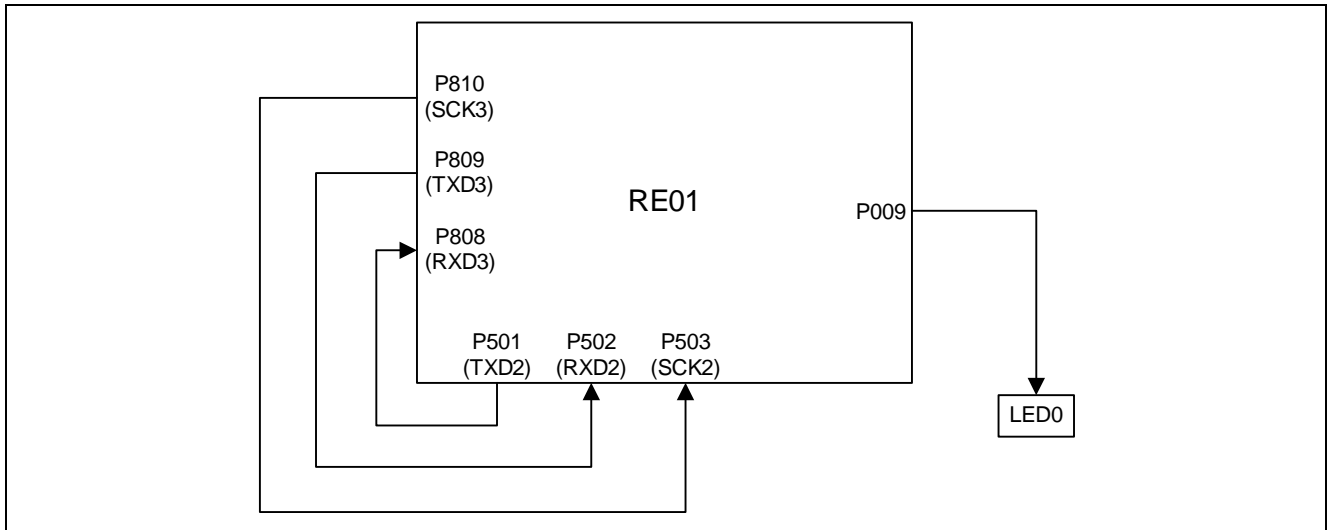 P810
(SCK3)
P809
(TXD3)
RE01
P009
P808
(RXD3)
P501 P502 P503
(TXD2) (RXD2) (SCK2)
LED0